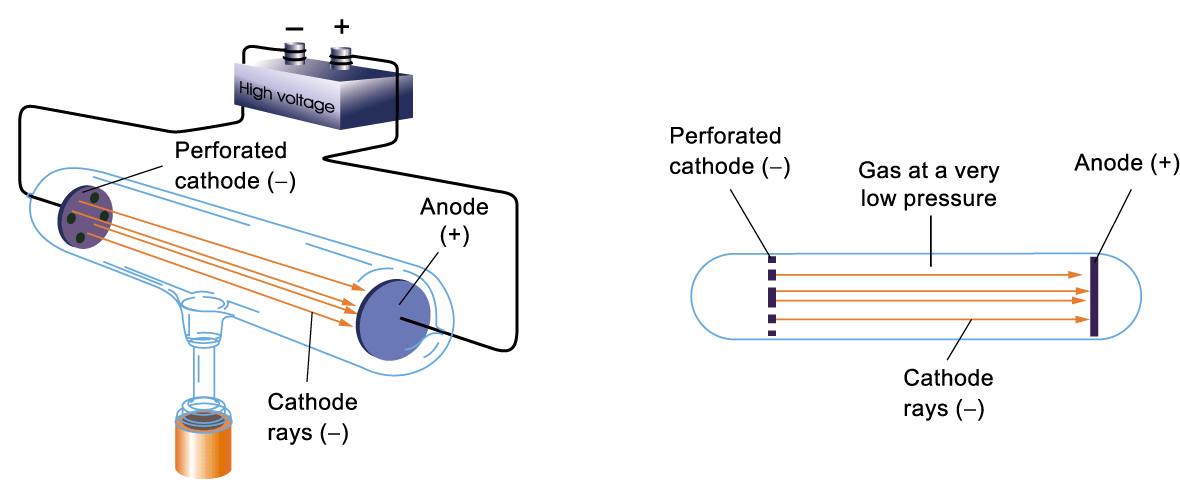 − +
High voltage
Perforated
cathode (−)
Anode
(+)
Cathode
rays (−)
Perforated
cathode (−)
Gas at a very
low pressure
Anode (+)
Cathode
rays (−)